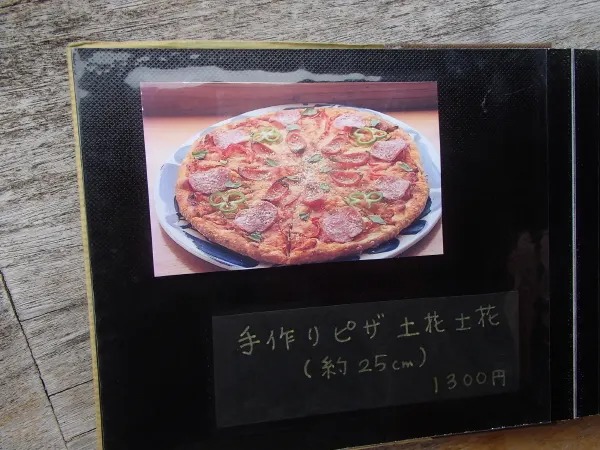 手作りピザ 土花土花
(約25cm)
1300円